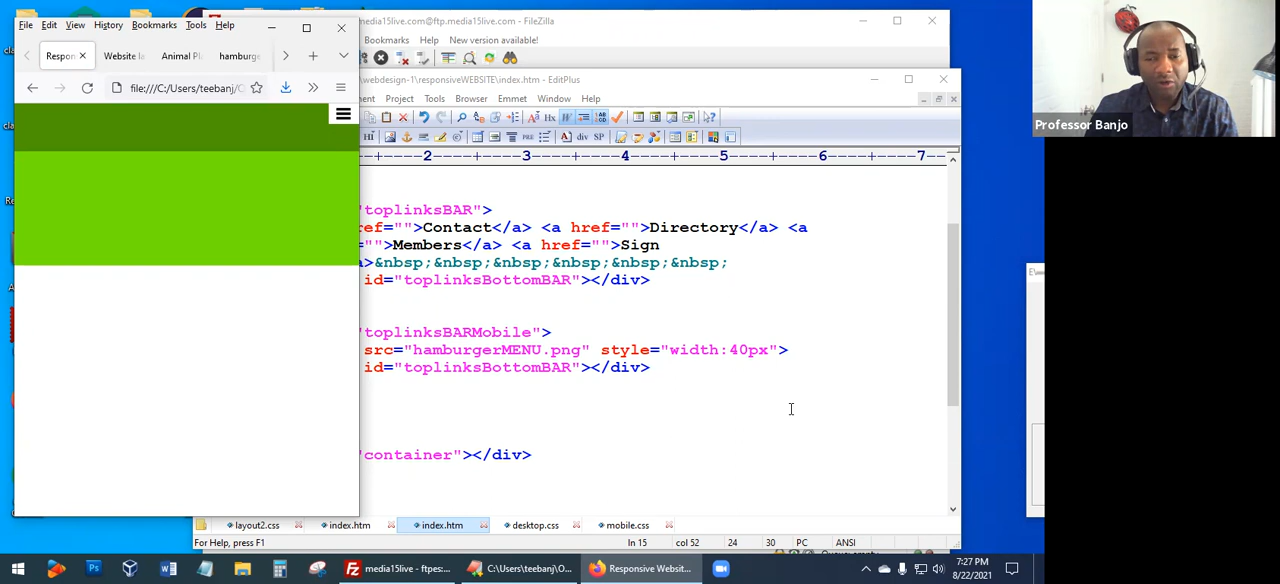 File Edit View History Bookmarks Tools Help
Respon
Website la
Animal Pl
hamburge
file:///C:/Users/teebanj/
media15live.com@ftp.media15live.com - FileZilla
Bookmarks Help New version available!
webdesign-1\responsiveWEBSITE\index.htm - EditPlus
Project Tools Browser Emmet Window Help
----2----+----3----+----4----+----5----+----6----+----7
"toplinksBAR">
ref="">Contact</a> <a href="">Directory</a> <a
="">Members</a> <a href="">Sign
a>&nbsp;&nbsp;&nbsp;&nbsp;&nbsp;&nbsp;
id="toplinksBottomBAR"></div>
"toplinksBARMobile">
src="hamburgerMENU.png" style="width:40px">
id="toplinksBottomBAR"></div>
"container"></div>
layout2.css index.htm index.htm desktop.css mobile.css
For Help, press F1
ln 15 col 52 24 30 PC ANSI
media15live - ftpes:...
C:\Users\teebanj\O...
Responsive Websit...
7:27 PM
8/22/2021
Professor Banjo